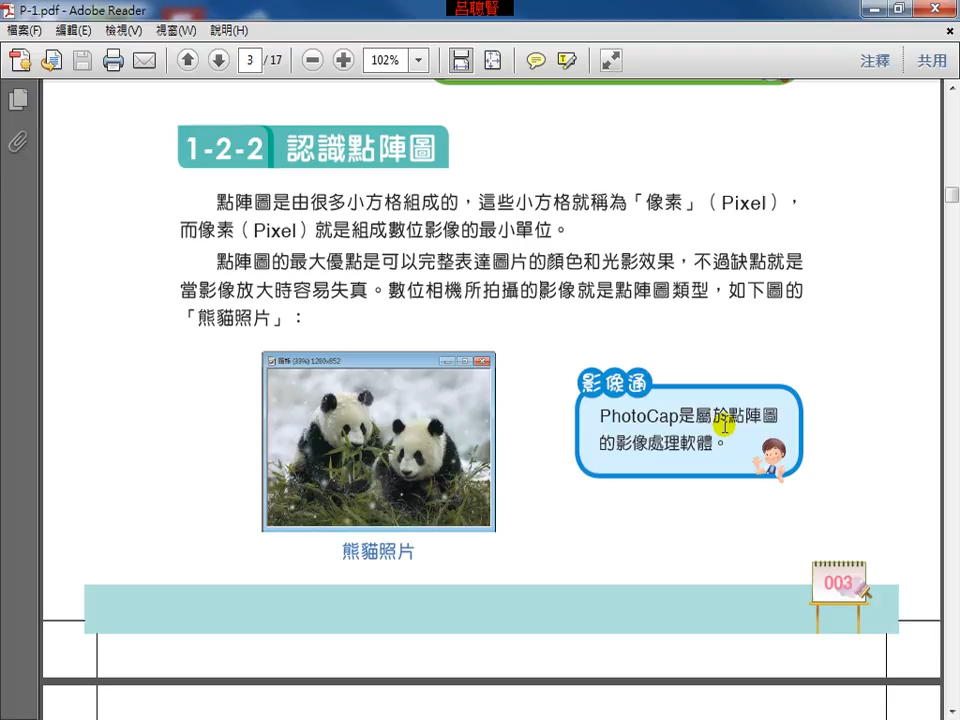 P-1.pdf - Adobe Reader
呂聰賢
檔案(F) 編輯(E) 檢視(V) 視窗(W) 說明(H)
3 / 17 102% 注釋 共用
1-2-2 認識點陣圖
點陣圖是由很多小方格組成的，這些小方格就稱為「像素」（Pixel），
而像素（Pixel）就是組成數位影像的最小單位。
點陣圖的最大優點是可以完整表達圖片的顏色和光影效果，不過缺點就是
當影像放大時容易失真。數位相機所拍攝的影像就是點陣圖類型，如下圖的
「熊貓照片」：
(33%) 1280x852
影像通
PhotoCap是屬於點陣圖
的影像處理軟體。
熊貓照片
003